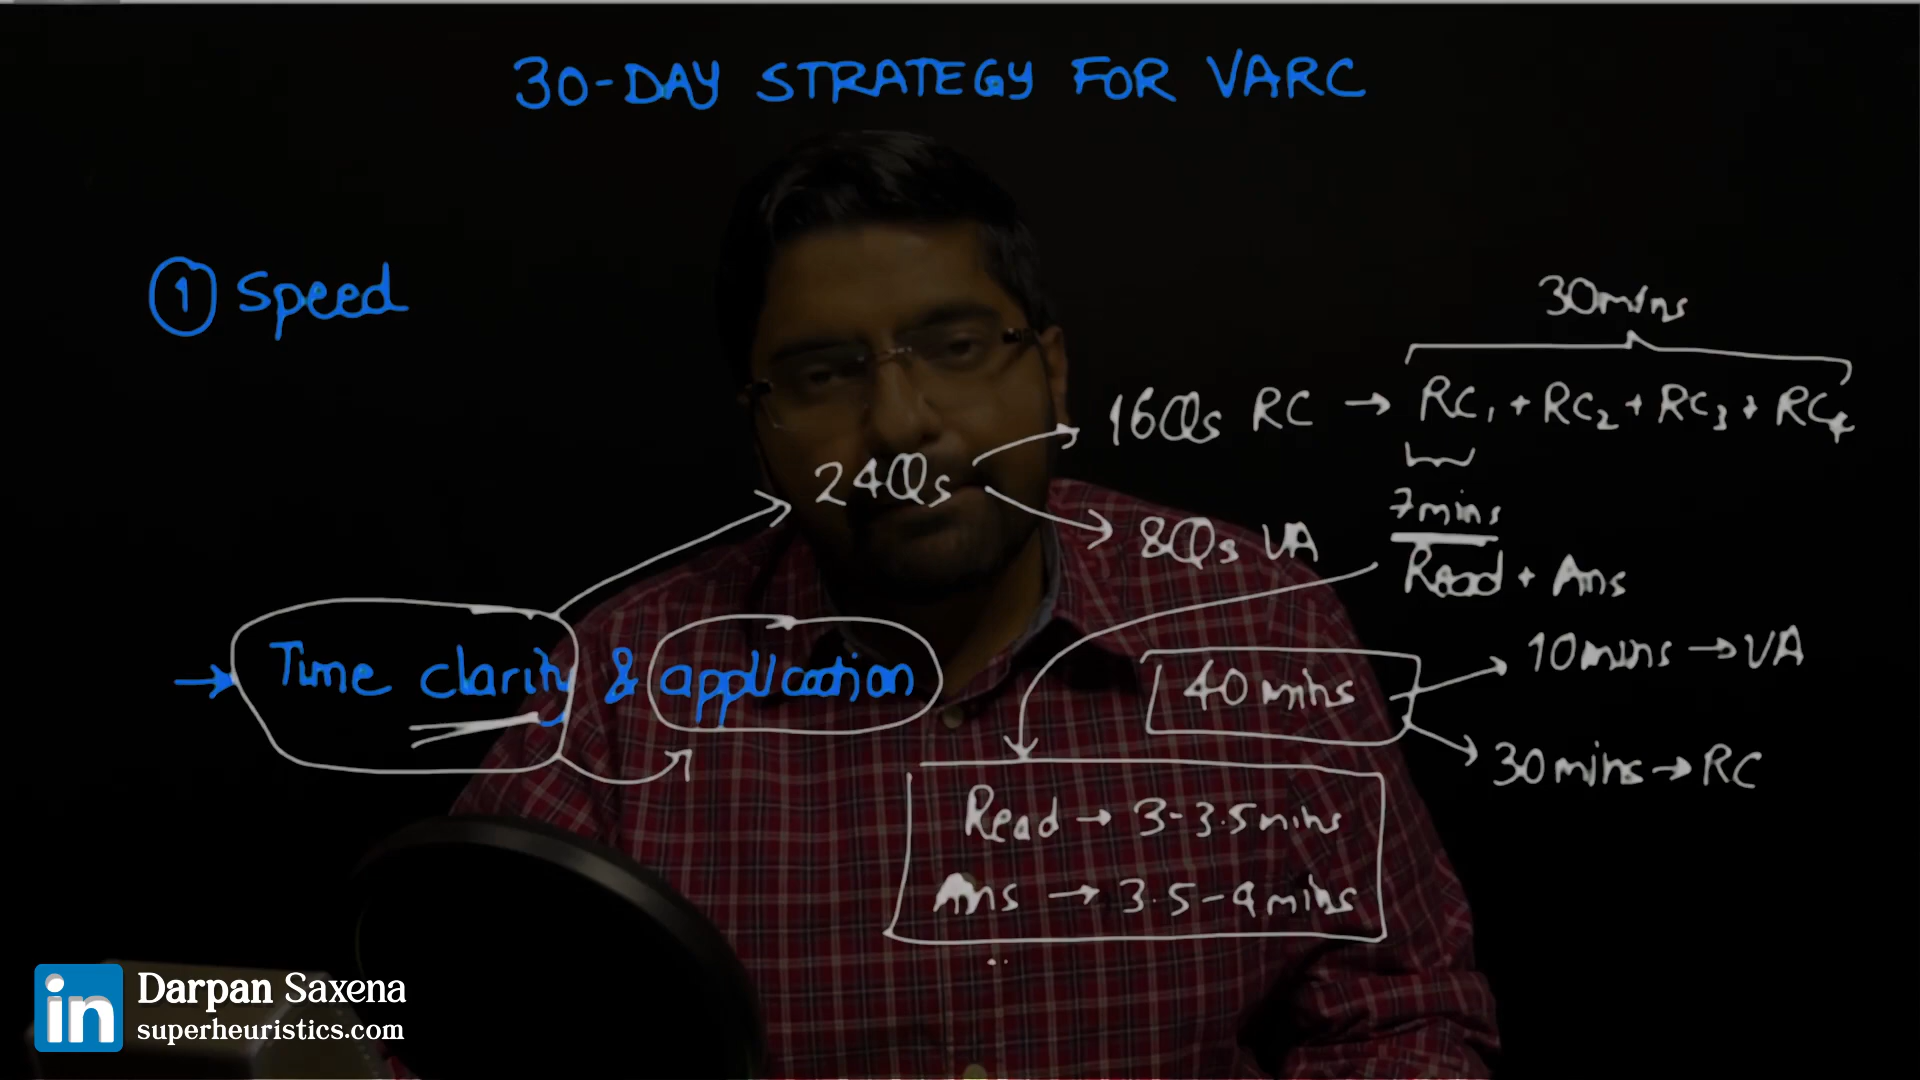 30-DAY STRATEGY FOR VARC
1 Speed
30mins
16Qs RC → RC1 + RC2 + RC3 + RC4
24Qs
7mins
8Qs VA
Read + Ans
→ Time clarity & application
40 mins
10mins → VA
30mins → RC
Read → 3-3.5mins
Ans → 3.5-4mins
in
Darpan Saxena
superheuristics.com